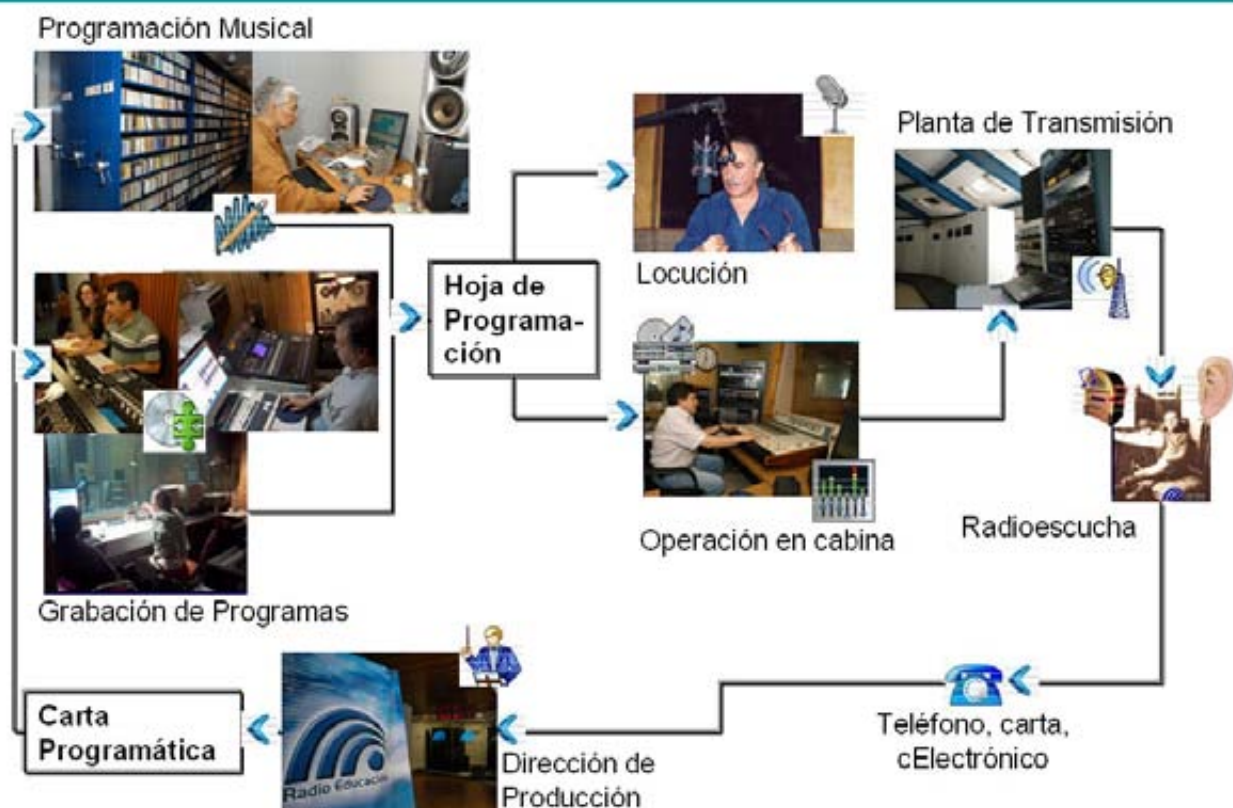 Programación Musical
Planta de Transmisión
Locución
Hoja de
Programa-
ción
Operación en cabina
Radioescucha
Grabación de Programas
Teléfono, carta,
cElectrónico
Carta
Programática
Radio Educación
Dirección de
Producción